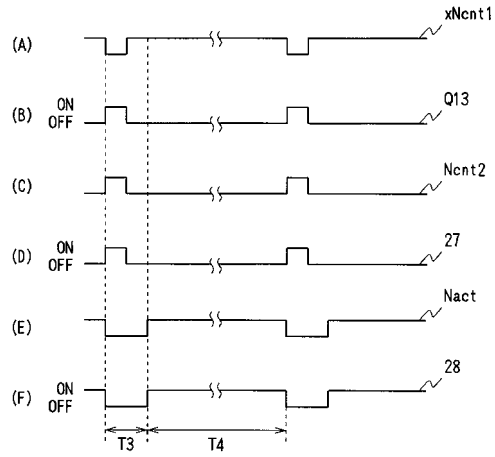 xNcnt1
(A)
Q13
(B) ON
OFF
Ncnt2
(C)
27
(D) ON
OFF
Nact
(E)
28
(F) ON
OFF
T3 T4